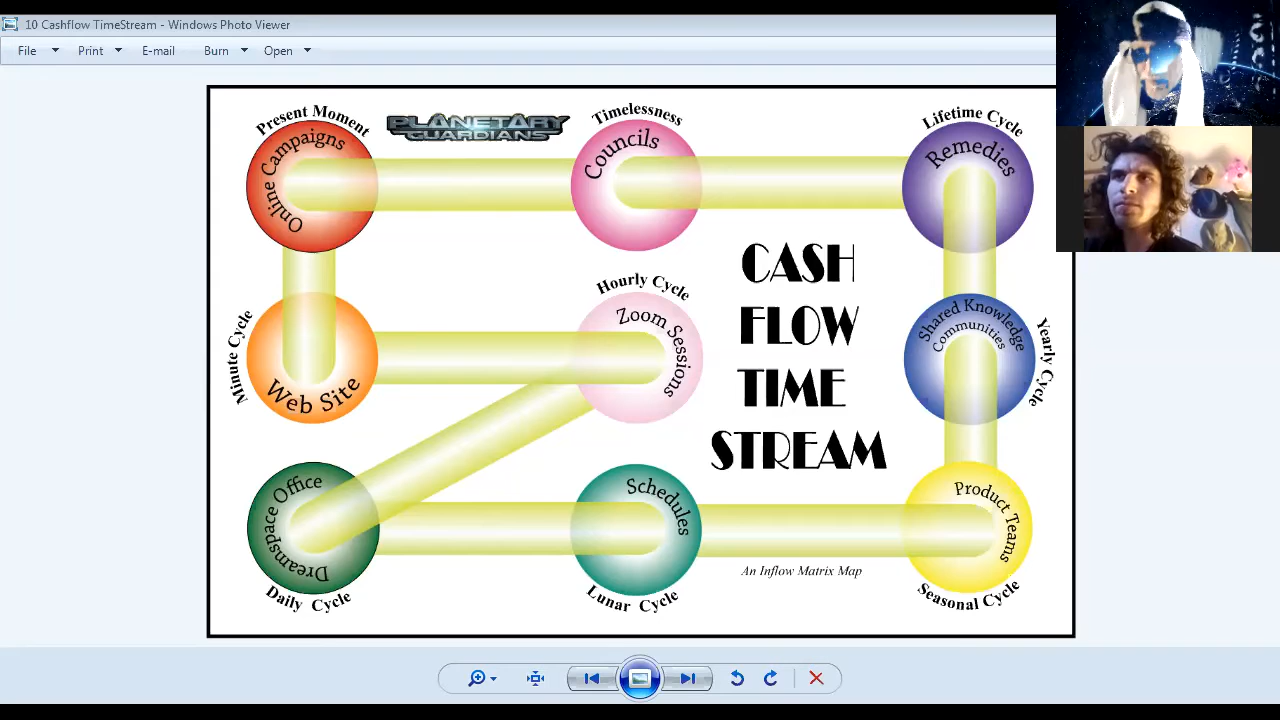 10 Cashflow TimeStream - Windows Photo Viewer
File Print E-mail Burn Open
Present Moment
Online Campaigns
PLANETARY
GUARDIANS
Timelessness
Councils
Lifetime Cycle
Remedies
Minute Cycle
Web Site
Hourly Cycle
Zoom Sessions
CASH
FLOW
TIME
STREAM
Shared Knowledge
Communities
Yearly Cycle
Dreamspace Office
Daily Cycle
Schedules
Lunar Cycle
Product Teams
Seasonal Cycle
An Inflow Matrix Map